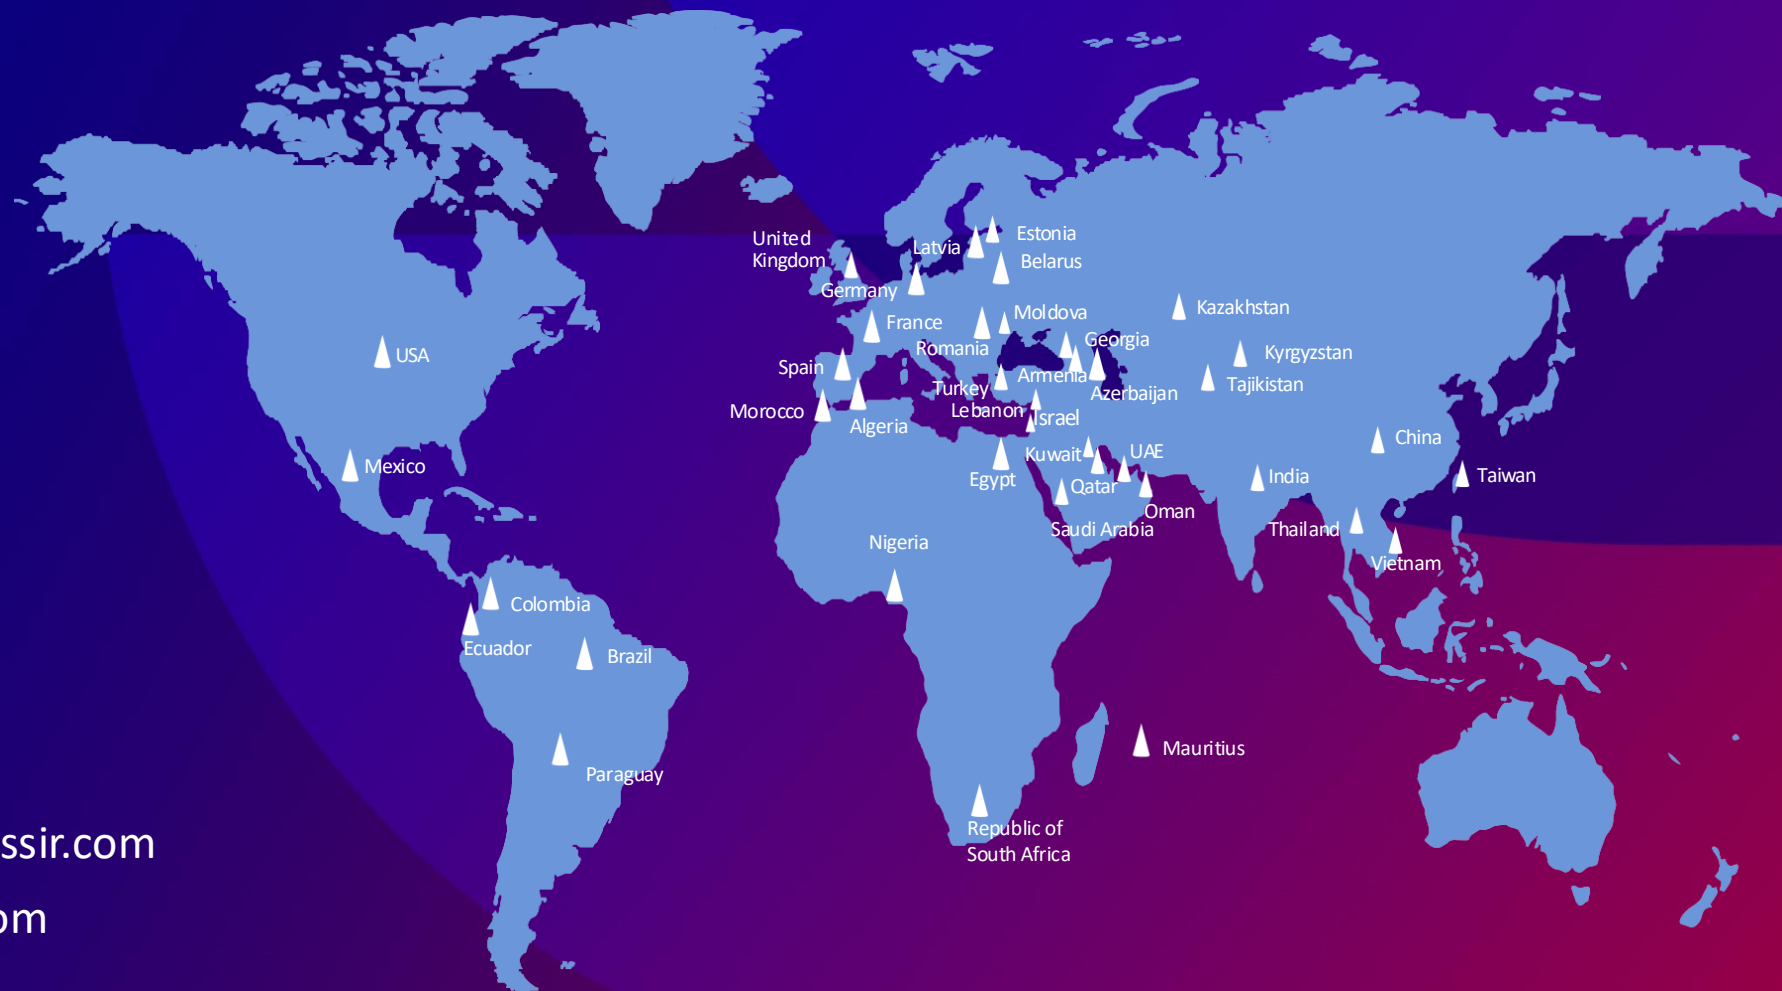 United
Kingdom
Latvia
Estonia
Belarus
Germany
France
Moldova
Romania
Georgia
Kazakhstan
USA
Spain
Kyrgyzstan
Turkey
Armenia
Azerbaijan
Tajikistan
Morocco
Lebanon
Israel
Algeria
China
Mexico
Kuwait
UAE
Egypt
Qatar
India
Taiwan
Oman
Saudi Arabia
Thailand
Nigeria
Vietnam
Colombia
Ecuador
Brazil
Mauritius
Paraguay
Republic of
South Africa
ssir.com
om